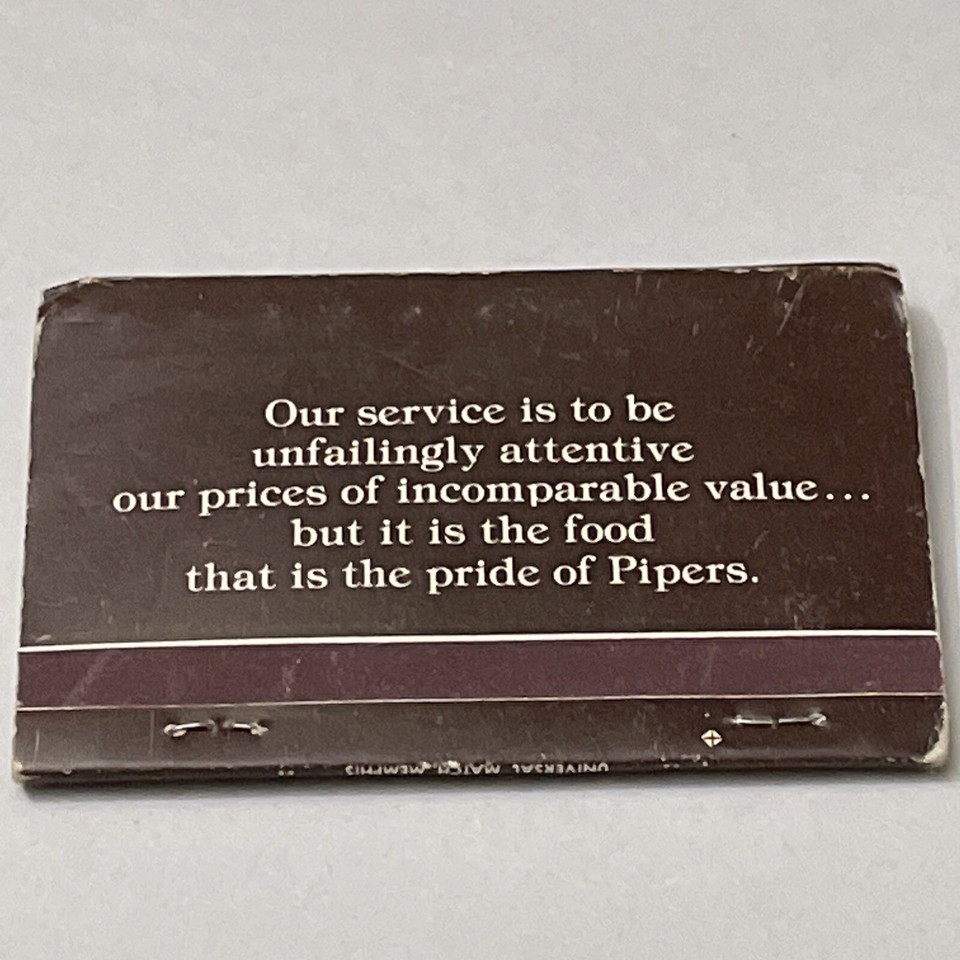 Our service is to be
unfailingly attentive
our prices of incomparable value...
but it is the food
that is the pride of Pipers.
UNIVERSAL MATCH, MEMPHIS